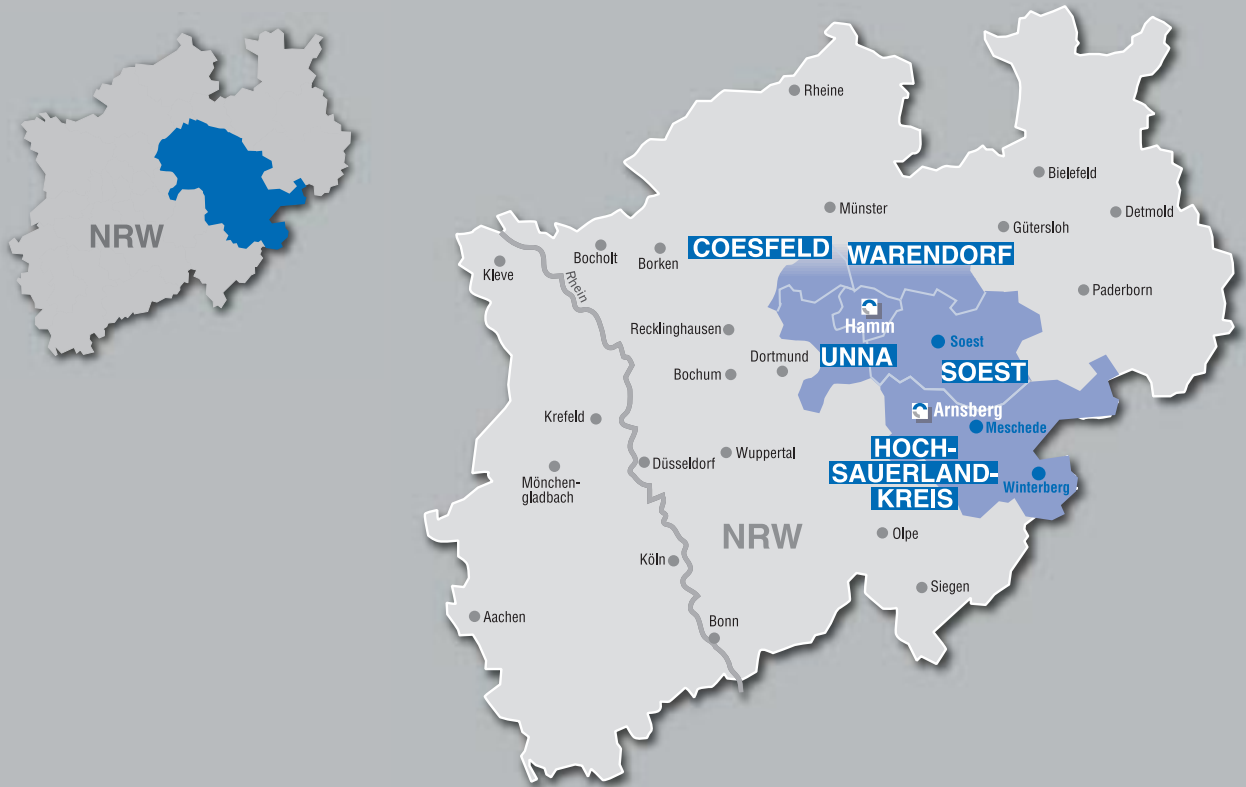 NRW
Rheine
Bielefeld
Münster
Detmold
Gütersloh
COESFELD
WARENDORF
Bocholt
Borken
Kleve
Rhein
Paderborn
Hamm
Recklinghausen
Soest
Dortmund
UNNA
SOEST
Bochum
Arnsberg
Krefeld
Meschede
HOCH-
SAUERLAND-
KREIS
Wuppertal
Düsseldorf
Mönchen-
gladbach
Winterberg
NRW
Olpe
Köln
Siegen
Aachen
Bonn